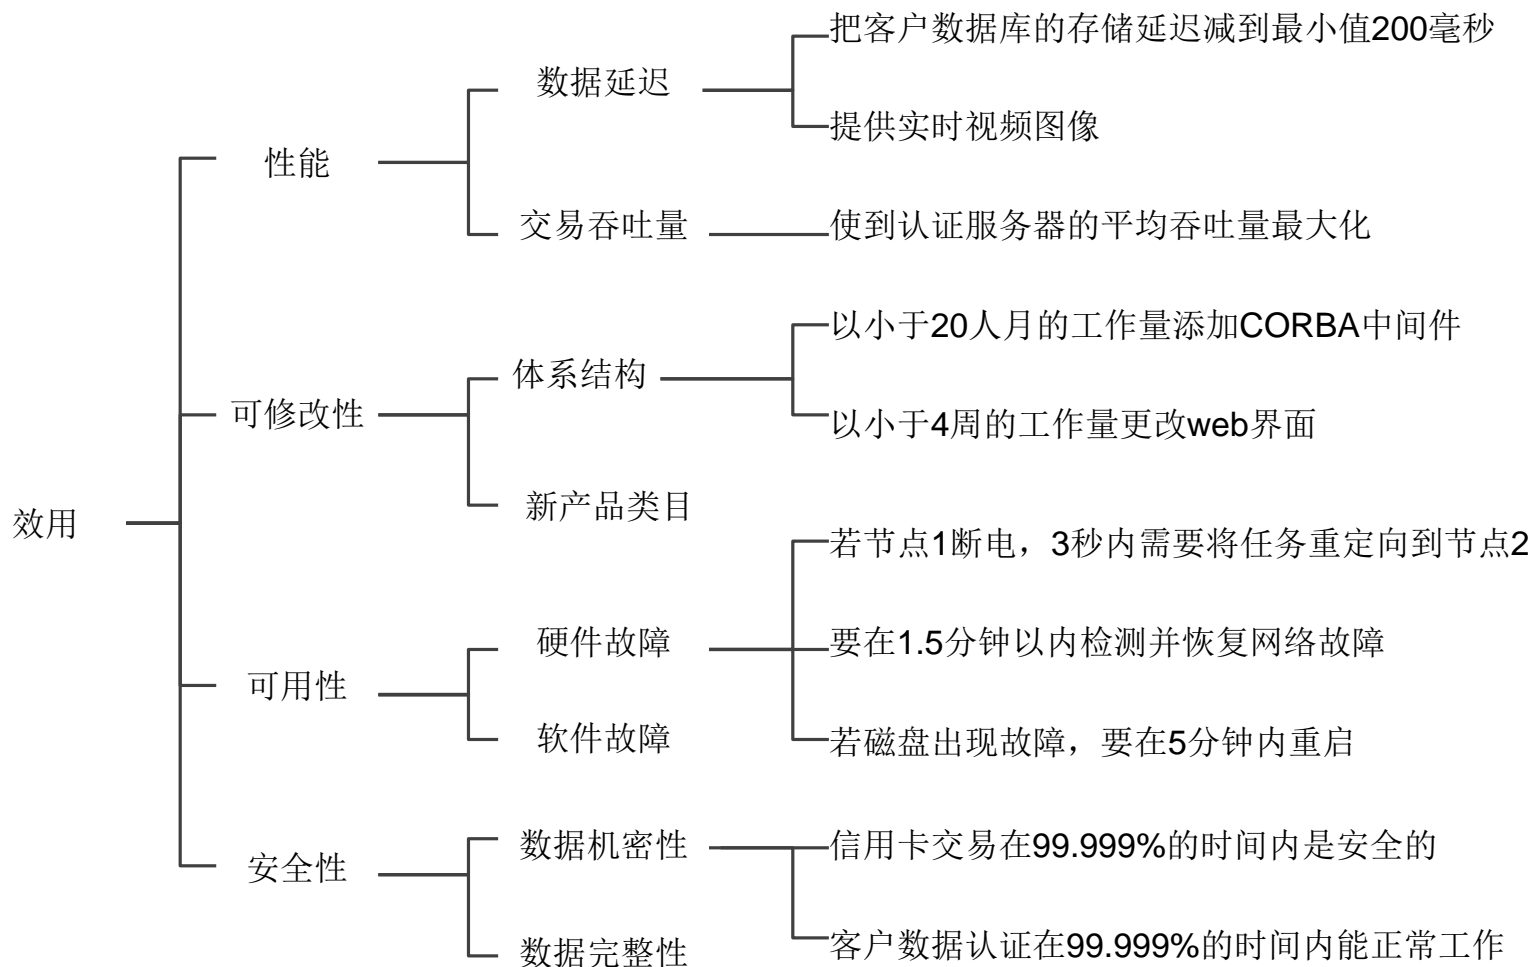 把客户数据库的存储延迟减到最小值200毫秒
数据延迟
提供实时视频图像
性能
交易吞吐量
使到认证服务器的平均吞吐量最大化
以小于20人月的工作量添加CORBA中间件
体系结构
可修改性
以小于4周的工作量更改web界面
新产品类目
效用
若节点1断电，3秒内需要将任务重定向到节点2
硬件故障
要在1.5分钟以内检测并恢复网络故障
可用性
软件故障
若磁盘出现故障，要在5分钟内重启
数据机密性
信用卡交易在99.999%的时间内是安全的
安全性
数据完整性
客户数据认证在99.999%的时间内能正常工作